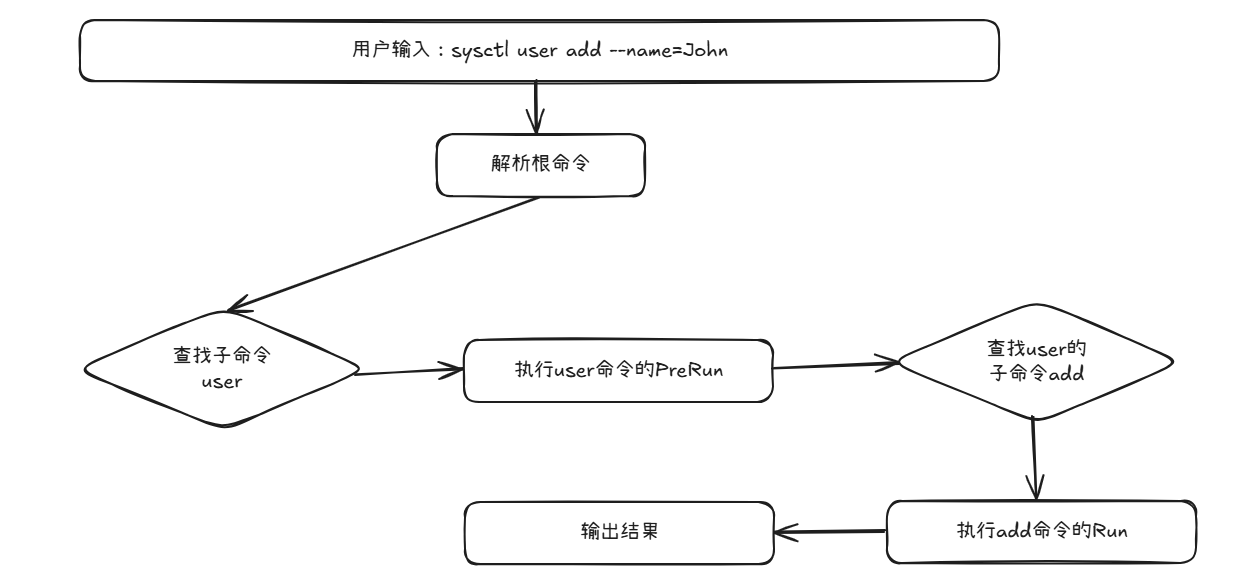 用户输入：sysctl user add --name=John
解析根命令
查找子命令
user
执行user命令的PreRun
查找user的
子命令add
执行add命令的Run
输出结果